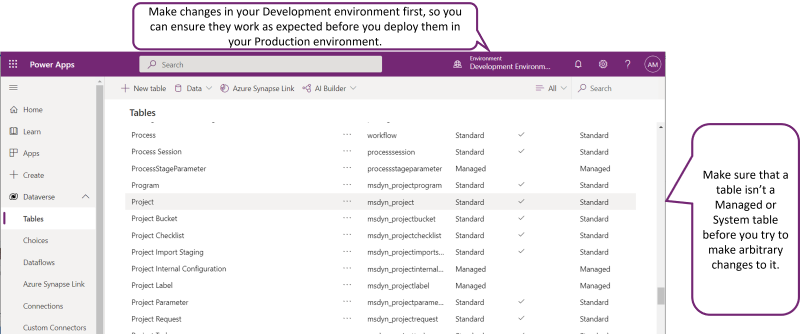 Make changes in your Development environment first, so you
can ensure they work as expected before you deploy them in
your Production environment.
Power Apps
Search
Environment
Development Environm...
?
AM
New table
Data
Azure Synapse Link
AI Builder
All
Search
Home
Learn
Apps
Create
Dataverse
Tables
Choices
Dataflows
Azure Synapse Link
Connections
Custom Connectors
Tables
Process ··· workflow Standard ✓ Standard
Process Session ··· processsession Standard ✓ Standard
ProcessStageParameter ··· processstageparameter Managed Managed
Program ··· msdyn_projectprogram Standard ✓ Standard
Project ··· msdyn_project Standard ✓ Standard
Project Bucket ··· msdyn_projectbucket Standard ✓ Standard
Project Checklist ··· msdyn_projectchecklist Standard ✓ Standard
Project Import Staging ··· msdyn_projectimports... Standard ✓ Standard
Project Internal Configuration ··· msdyn_projectinternal... Managed Managed
Project Label ··· msdyn_projectlabel Managed Managed
Project Parameter ··· msdyn_projectparame... Standard ✓ Standard
Project Request ··· msdyn_projectrequest Standard ✓ Standard
Make sure that a
table isn't a
Managed or
System table
before you try to
make arbitrary
changes to it.